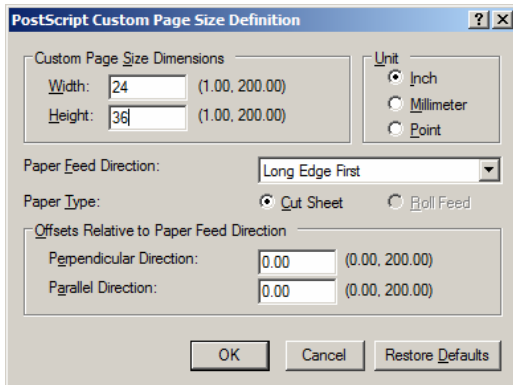 PostScript Custom Page Size Definition
Custom Page Size Dimensions
Width: 24 (1.00, 200.00)
Height: 36 (1.00, 200.00)
Unit
Inch
Millimeter
Point
Paper Feed Direction: Long Edge First
Paper Type: Cut Sheet Roll Feed
Offsets Relative to Paper Feed Direction
Perpendicular Direction: 0.00 (0.00, 200.00)
Parallel Direction: 0.00 (0.00, 200.00)
OK Cancel Restore Defaults